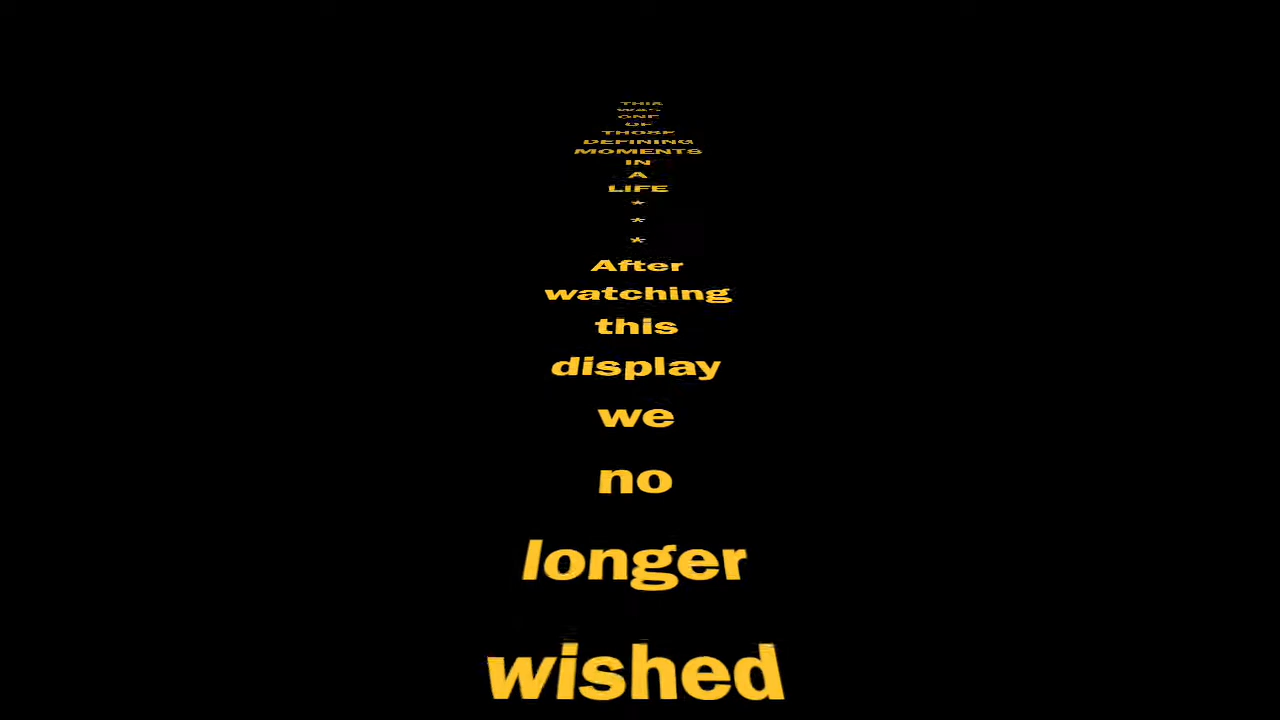 THIS
WAS
ONE
OF
THOSE
DEFINING
MOMENTS
IN
A
LIFE
*
*
*
After
watching
this
display
we
no
longer
wished